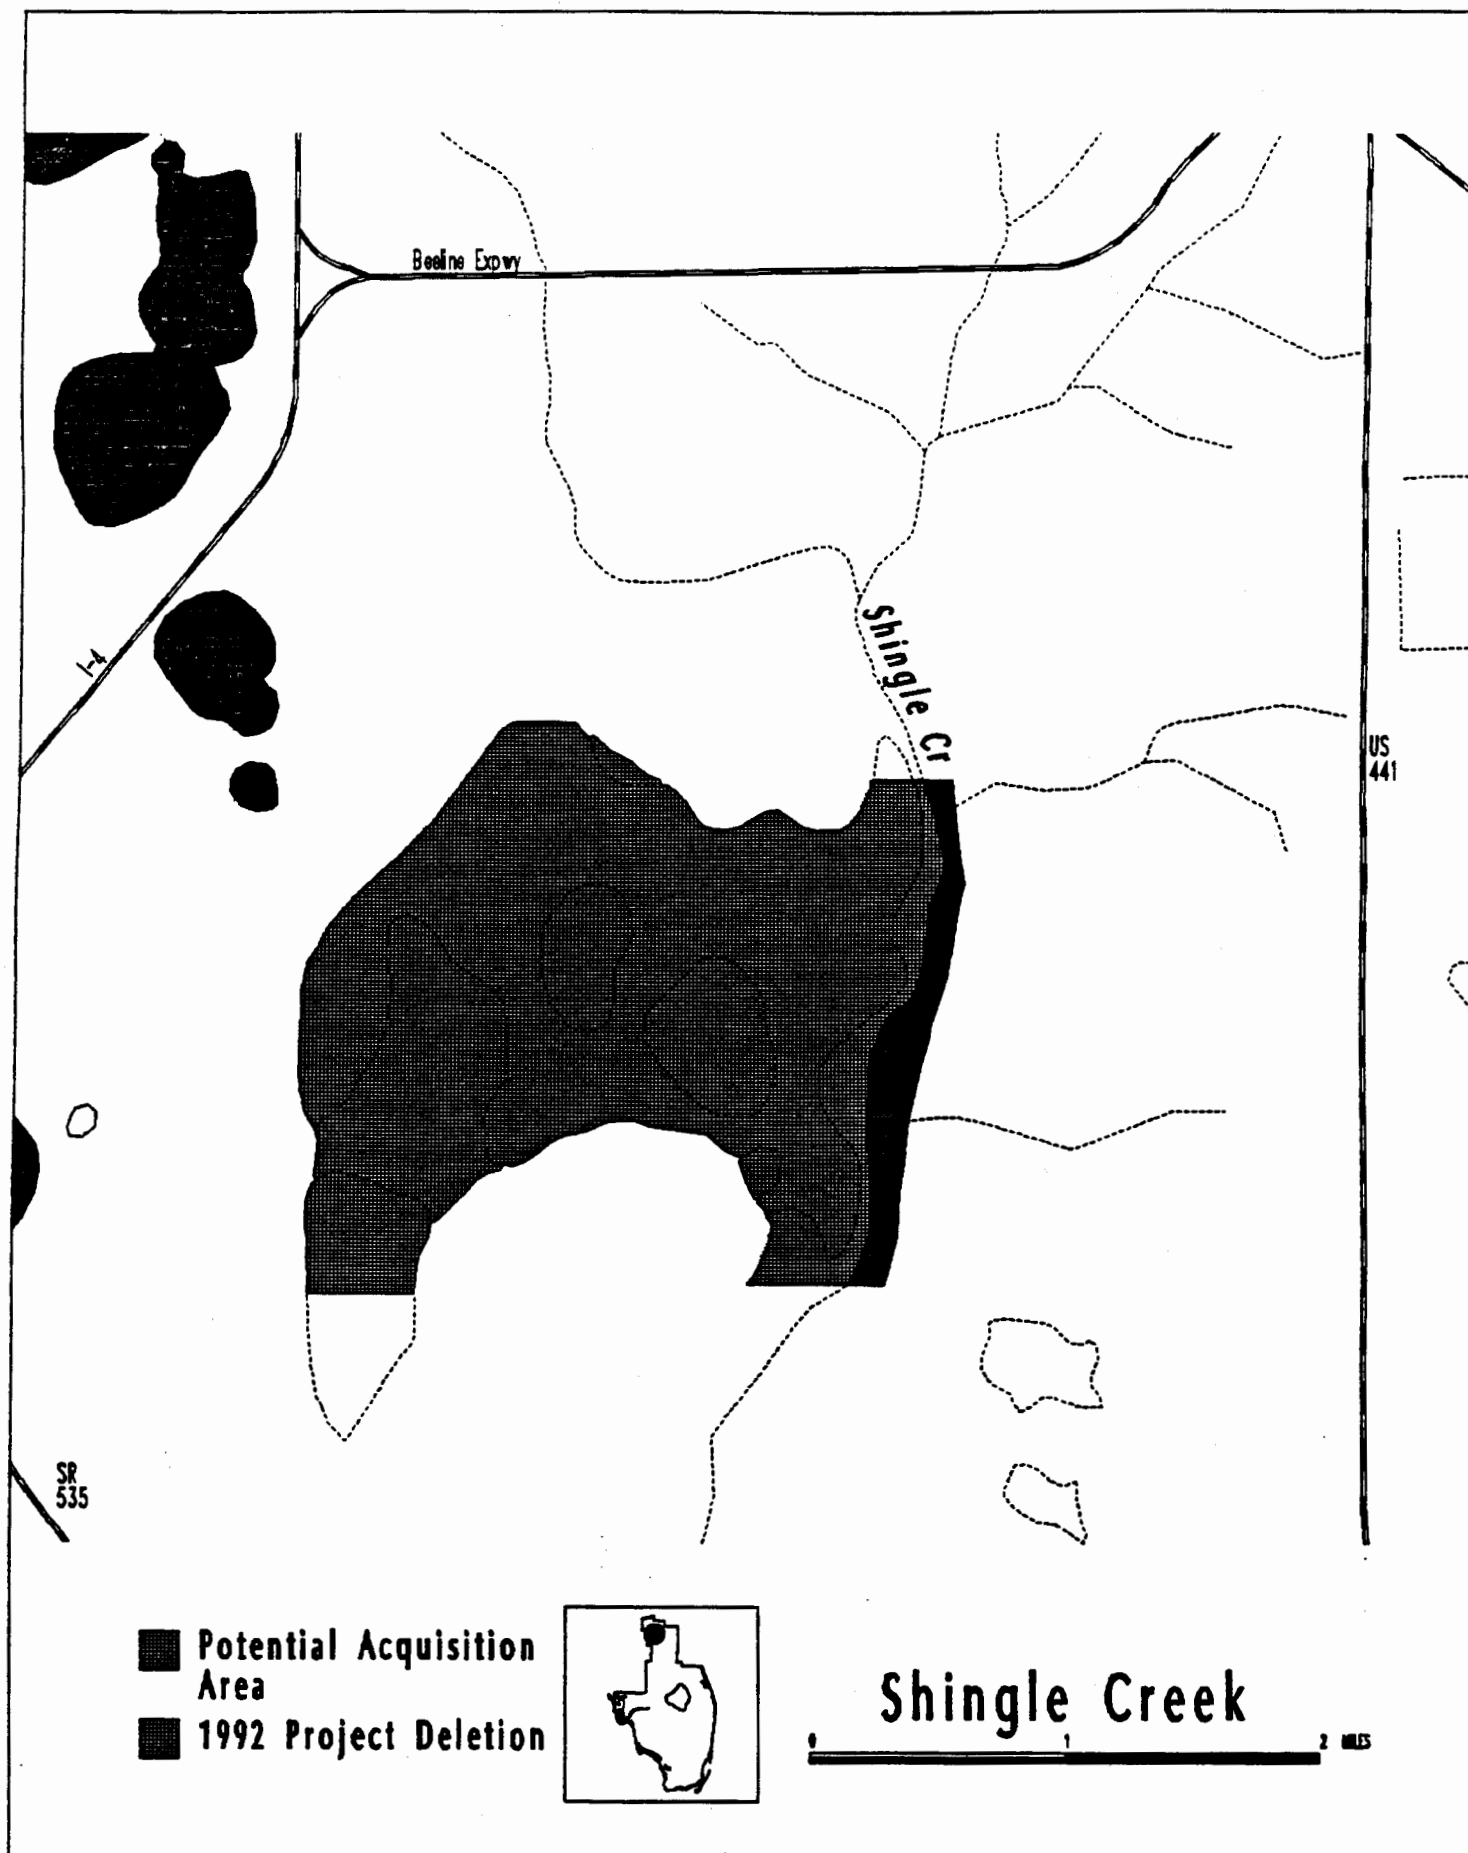 Beeline Expwy
I-4
Shingle Cr
US
441
SR
535
Potential Acquisition
Area
1992 Project Deletion
Shingle Creek
0 1 2 MILES